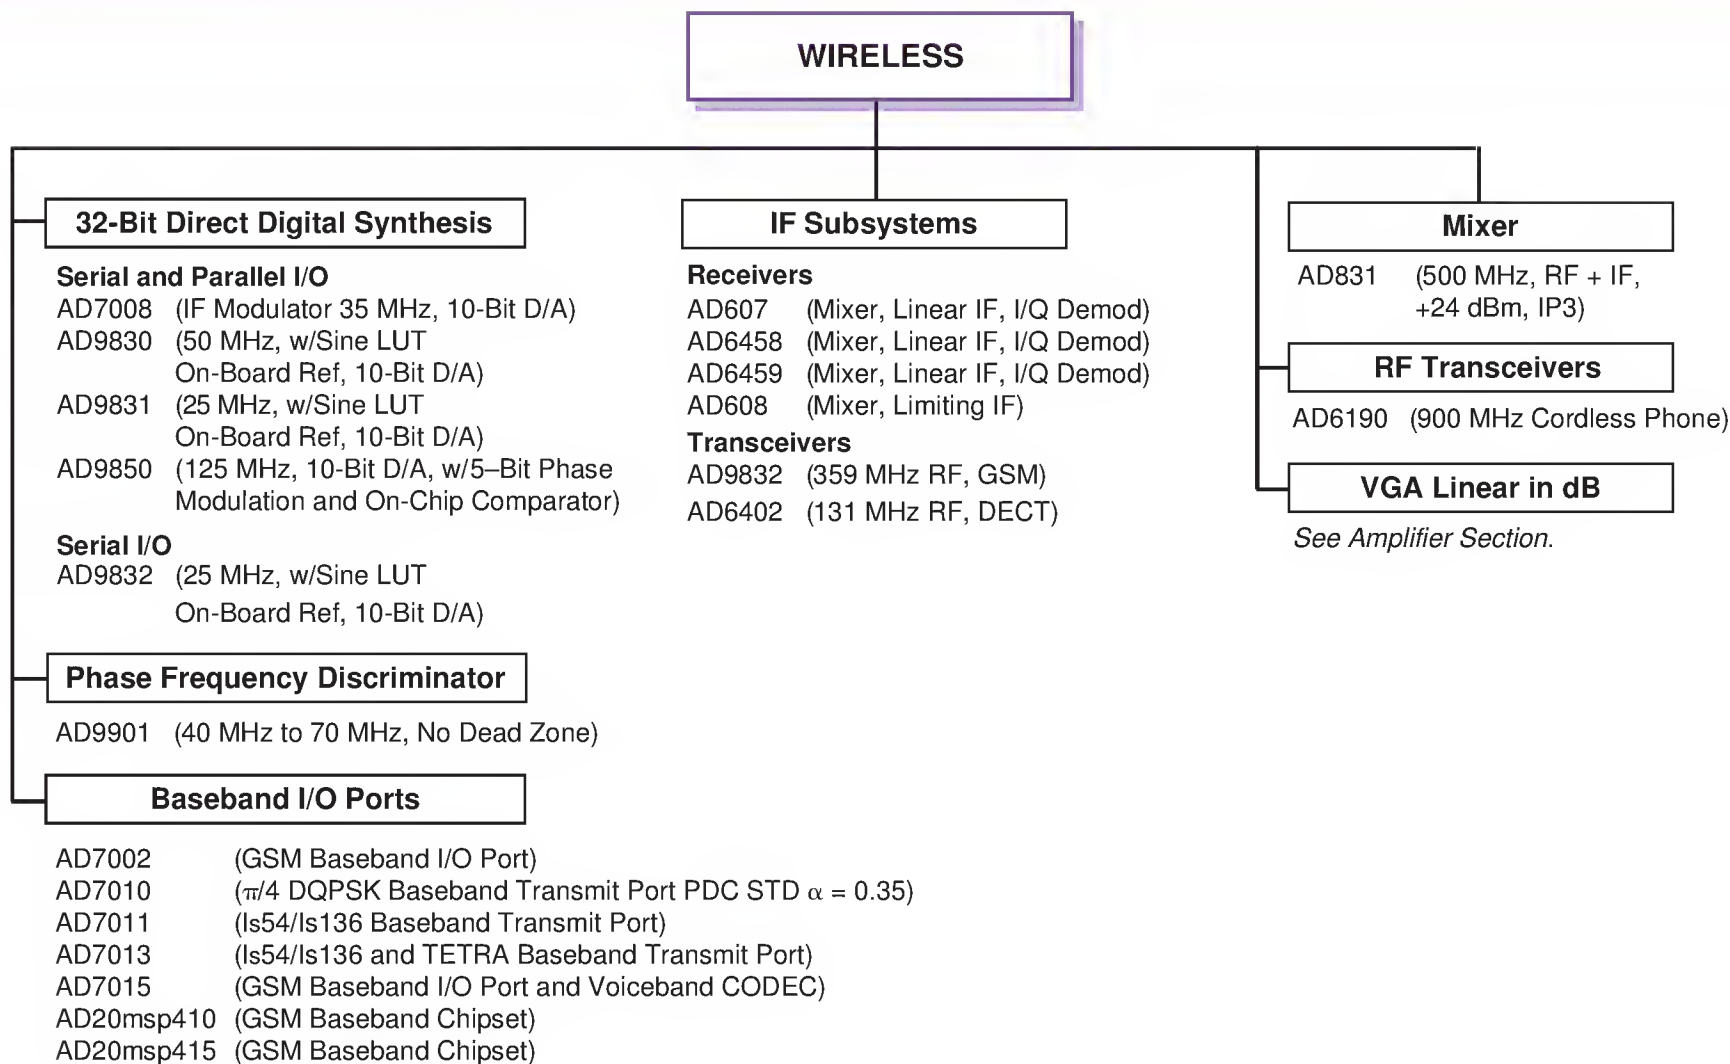 WIRELESS
32-Bit Direct Digital Synthesis
Serial and Parallel I/O
AD7008 (IF Modulator 35 MHz, 10-Bit D/A)
AD9830 (50 MHz, w/Sine LUT
On-Board Ref, 10-Bit D/A)
AD9831 (25 MHz, w/Sine LUT
On-Board Ref, 10-Bit D/A)
AD9850 (125 MHz, 10-Bit D/A, w/5–Bit Phase
Modulation and On-Chip Comparator)
Serial I/O
AD9832 (25 MHz, w/Sine LUT
On-Board Ref, 10-Bit D/A)
Phase Frequency Discriminator
AD9901 (40 MHz to 70 MHz, No Dead Zone)
Baseband I/O Ports
AD7002 (GSM Baseband I/O Port)
AD7010 (π/4 DQPSK Baseband Transmit Port PDC STD α = 0.35)
AD7011 (Is54/Is136 Baseband Transmit Port)
AD7013 (Is54/Is136 and TETRA Baseband Transmit Port)
AD7015 (GSM Baseband I/O Port and Voiceband CODEC)
AD20msp410 (GSM Baseband Chipset)
AD20msp415 (GSM Baseband Chipset)
IF Subsystems
Receivers
AD607 (Mixer, Linear IF, I/Q Demod)
AD6458 (Mixer, Linear IF, I/Q Demod)
AD6459 (Mixer, Linear IF, I/Q Demod)
AD608 (Mixer, Limiting IF)
Transceivers
AD9832 (359 MHz RF, GSM)
AD6402 (131 MHz RF, DECT)
Mixer
AD831 (500 MHz, RF + IF,
+24 dBm, IP3)
RF Transceivers
AD6190 (900 MHz Cordless Phone)
VGA Linear in dB
See Amplifier Section.